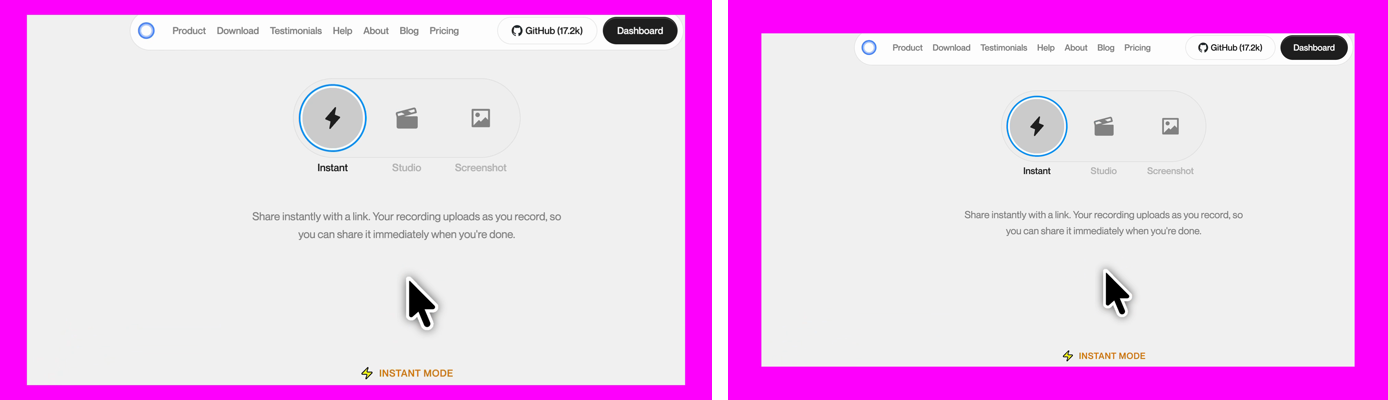 Product Download Testimonials Help About Blog Pricing GitHub (17.2k) Dashboard
Instant Studio Screenshot
Share instantly with a link. Your recording uploads as you record, so
you can share it immediately when you're done.
INSTANT MODE
Product Download Testimonials Help About Blog Pricing GitHub (17.2k) Dashboard
Instant Studio Screenshot
Share instantly with a link. Your recording uploads as you record, so
you can share it immediately when you're done.
INSTANT MODE